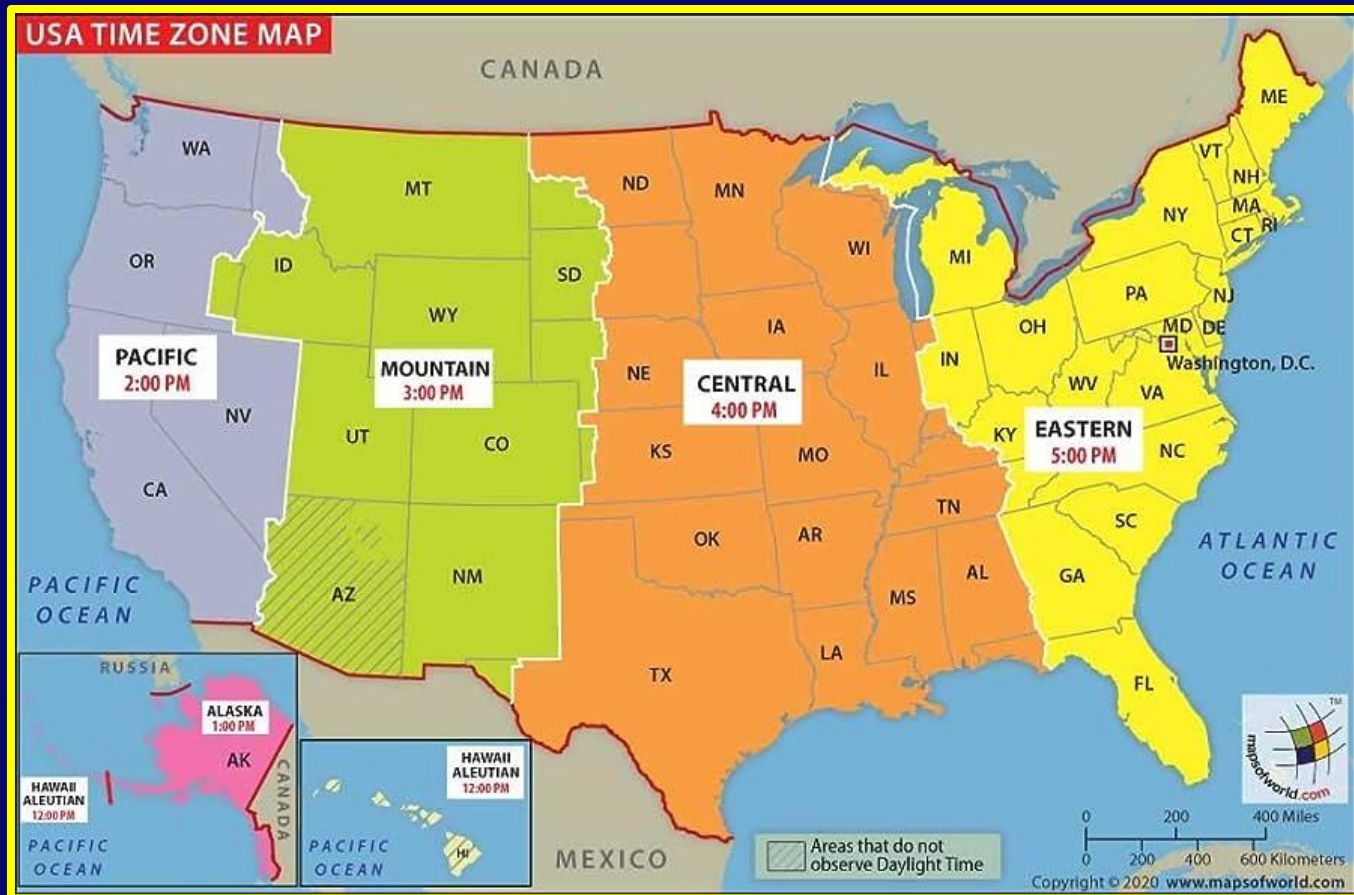 USA TIME ZONE MAP
CANADA
ME
WA
MT
ND
MN
VT
NH
MA
NY
RI
CT
OR
ID
SD
WI
MI
WY
PA
NJ
IA
OH
MD
DE
Washington, D.C.
PACIFIC
2:00 PM
MOUNTAIN
3:00 PM
NE
CENTRAL
4:00 PM
IL
IN
WV
VA
NV
UT
CO
KS
MO
KY
EASTERN
5:00 PM
NC
CA
TN
OK
AR
SC
AZ
NM
MS
AL
GA
ATLANTIC
OCEAN
PACIFIC
OCEAN
TX
LA
FL
RUSSIA
ALASKA
1:00 PM
AK
CANADA
HAWAII
ALEUTIAN
12:00 PM
PACIFIC
OCEAN
HAWAII
ALEUTIAN
12:00 PM
HI
PACIFIC
OCEAN
MEXICO
Areas that do not
observe Daylight Time
TM
mapsofworld.com
0 200 400 Miles
0 200 400 600 Kilometers
Copyright © 2020 www.mapsofworld.com